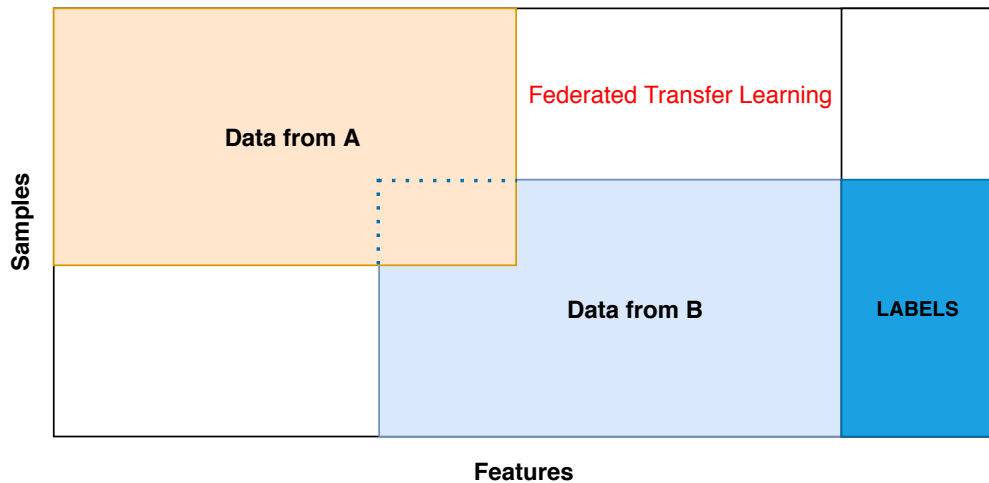 Federated Transfer Learning
Data from A
Samples
Data from B
LABELS
Features